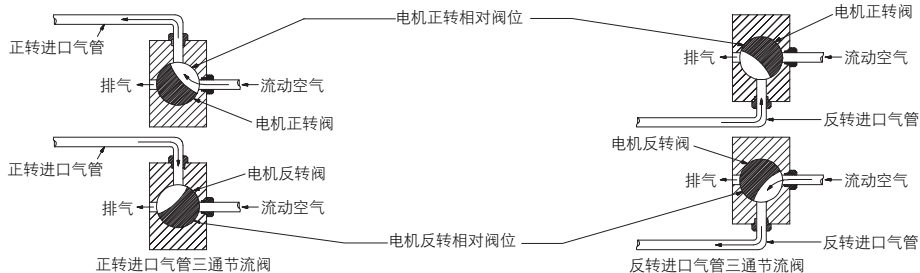 正转进口气管
排气
流动空气
电机正转阀
电机正转相对阀位
电机正转阀
排气
流动空气
反转进口气管
正转进口气管
电机反转阀
排气
流动空气
正转进口气管三通节流阀
电机反转相对阀位
电机反转阀
排气
流动空气
反转进口气管
反转进口气管三通节流阀